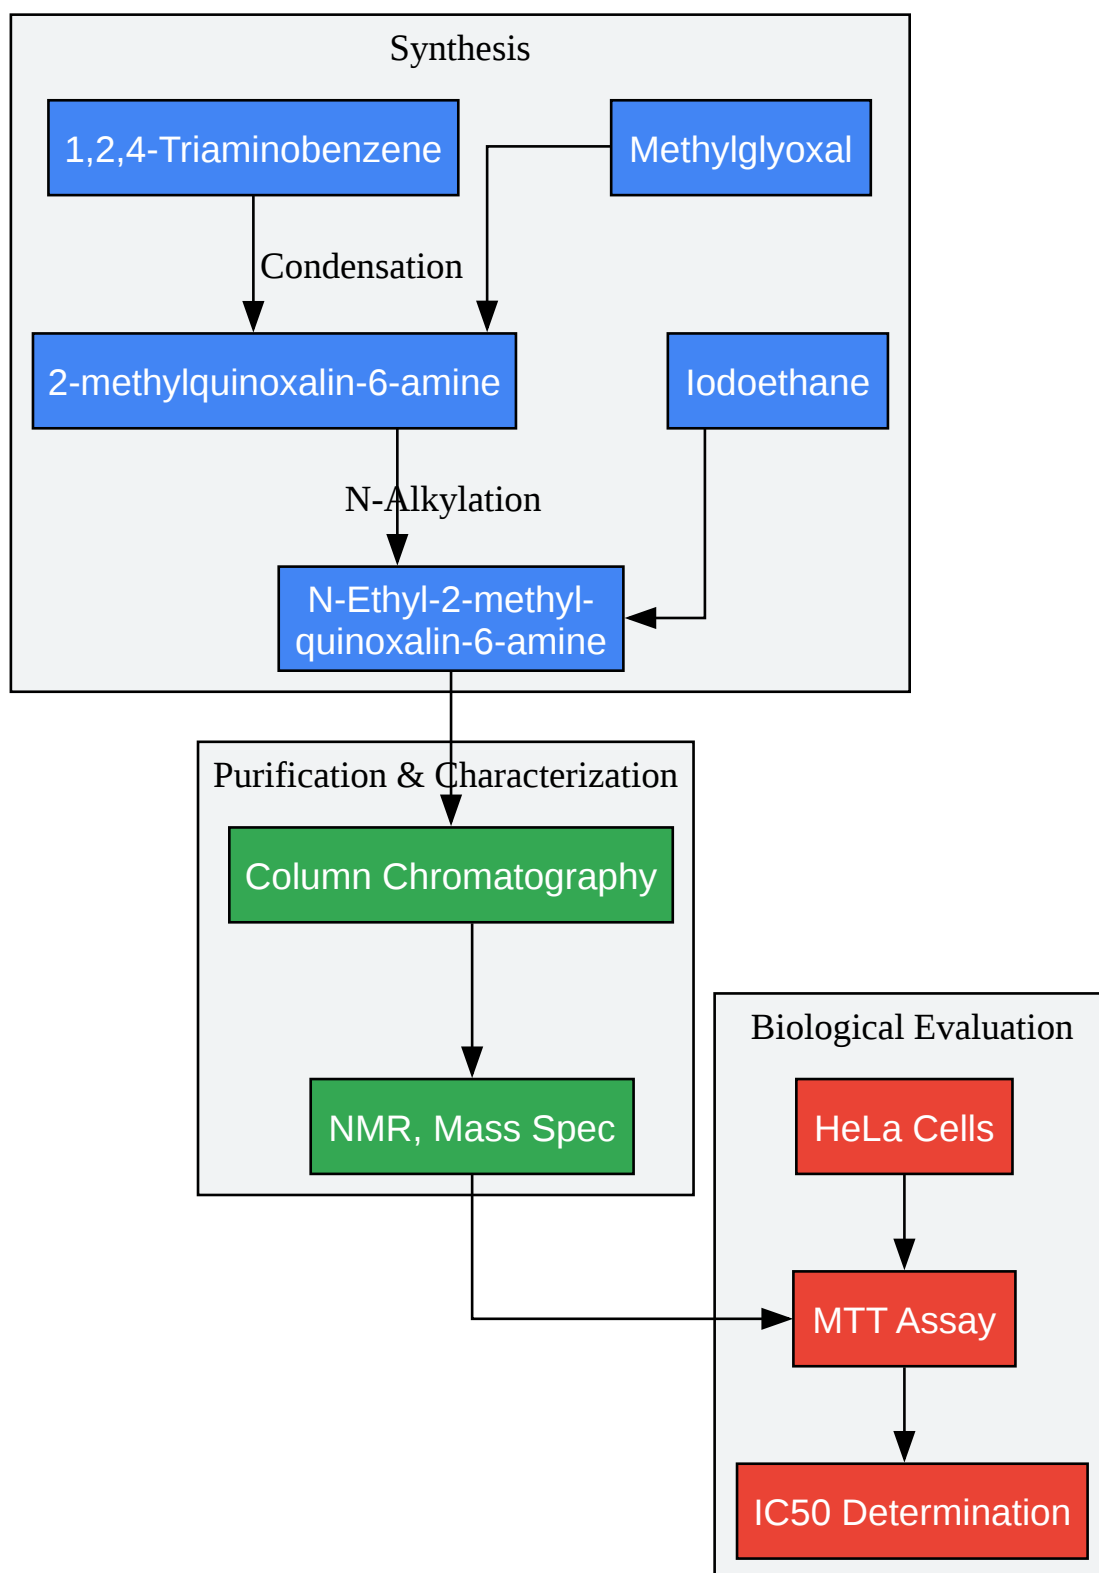 Synthesis
1,2,4-Triaminobenzene
Methylglyoxal
Condensation
2-methylquinoxalin-6-amine
Iodoethane
N-Alkylation
N-Ethyl-2-methyl-
quinoxalin-6-amine
Purification & Characterization
Column Chromatography
NMR, Mass Spec
Biological Evaluation
HeLa Cells
MTT Assay
IC50 Determination